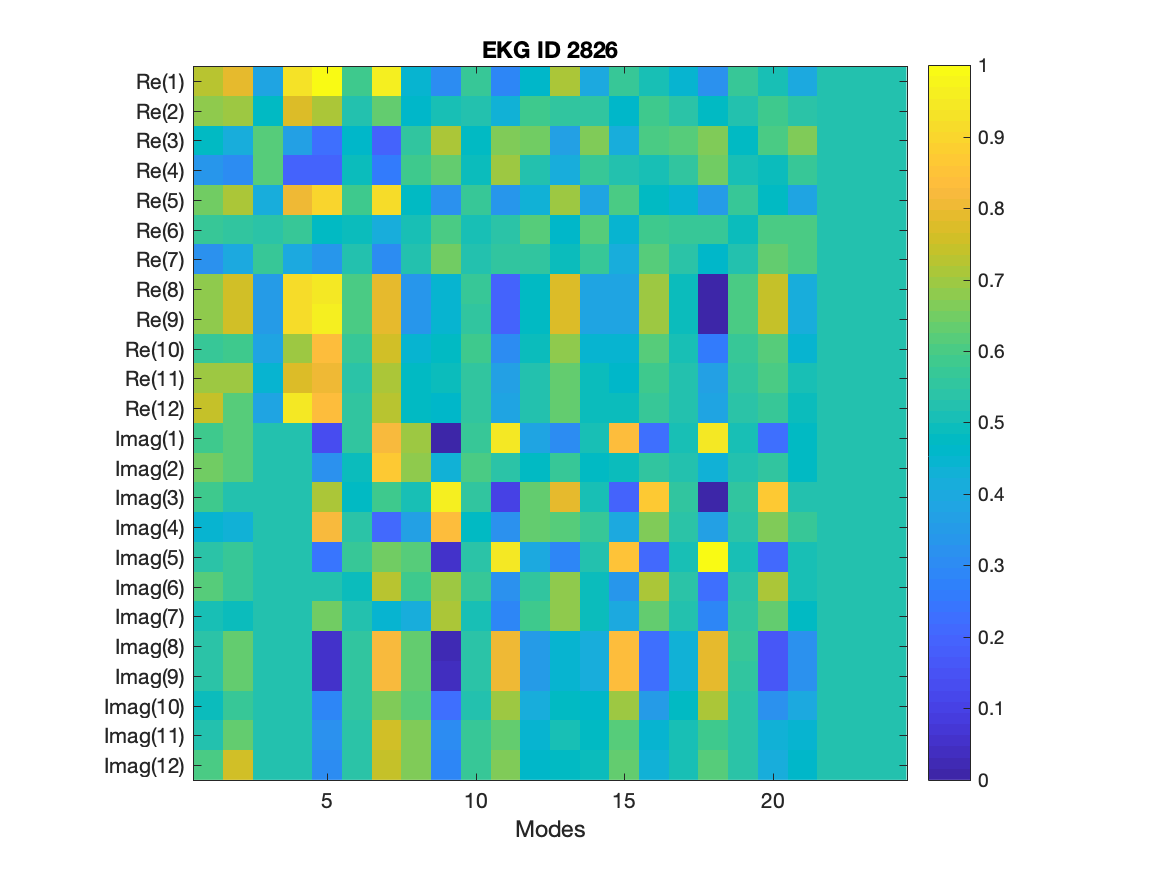 EKG ID 2826
Re(1)
Re(2)
Re(3)
Re(4)
Re(5)
Re(6)
Re(7)
Re(8)
Re(9)
Re(10)
Re(11)
Re(12)
Imag(1)
Imag(2)
Imag(3)
Imag(4)
Imag(5)
Imag(6)
Imag(7)
Imag(8)
Imag(9)
Imag(10)
Imag(11)
Imag(12)
5 10 15 20
Modes
1
0.9
0.8
0.7
0.6
0.5
0.4
0.3
0.2
0.1
0